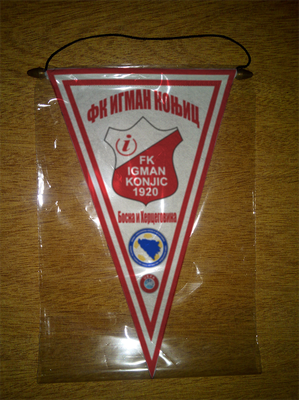 ФК ИГМАН КОЊИЦ
i
FK
IGMAN
KONJIC
1920
Босна и Херцеговина